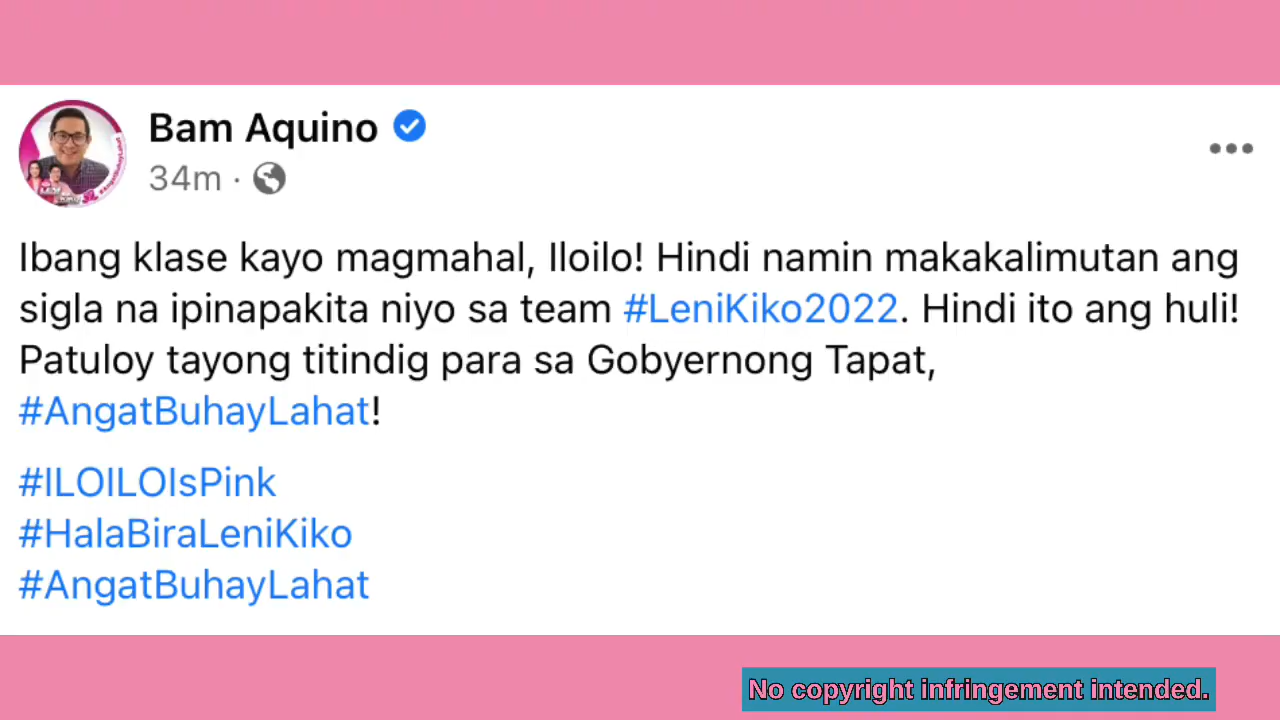 Bam Aquino
34m ·
Ibang klase kayo magmahal, Iloilo! Hindi namin makakalimutan ang
sigla na ipinapakita niyo sa team #LeniKiko2022. Hindi ito ang huli!
Patuloy tayong titindig para sa Gobyernong Tapat,
#AngatBuhayLahat!
#ILOILOIsPink
#HalaBiraLeniKiko
#AngatBuhayLahat
No copyright infringement intended.